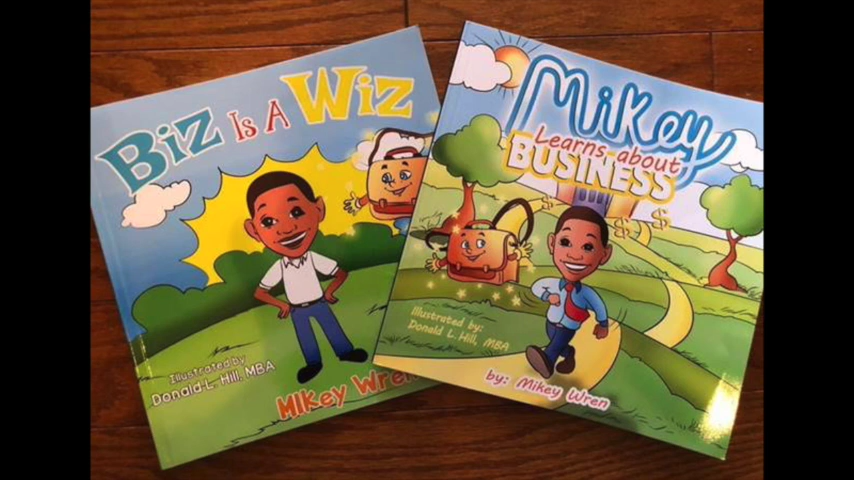 Biz Is A Wiz
Illustrated by
Donald L. Hill, MBA
MIkey Wren
Mikey
Learns about
BUSINESS
$ $
Illustrated by:
Donald L. Hill, MBA
by: Mikey Wren